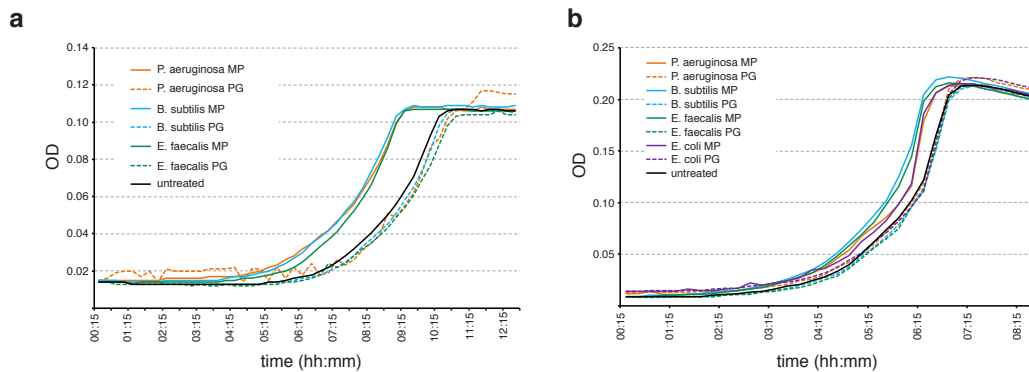 a
0.14
0.12
0.10
0.08
0.06
0.04
0.02
0.00
OD
P. aeruginosa MP
P. aeruginosa PG
B. subtilis MP
B. subtilis PG
E. faecalis MP
E. faecalis PG
untreated
00:15
01:15
02:15
03:15
04:15
05:15
06:15
07:15
08:15
09:15
10:15
11:15
12:15
time (hh:mm)
b
0.25
0.20
0.15
0.10
0.05
0.00
OD
P. aeruginosa MP
P. aeruginosa PG
B. subtilis MP
B. subtilis PG
E. faecalis MP
E. faecalis PG
E. coli MP
E. coli PG
untreated
00:15
01:15
02:15
03:15
04:15
05:15
06:15
07:15
08:15
time (hh:mm)